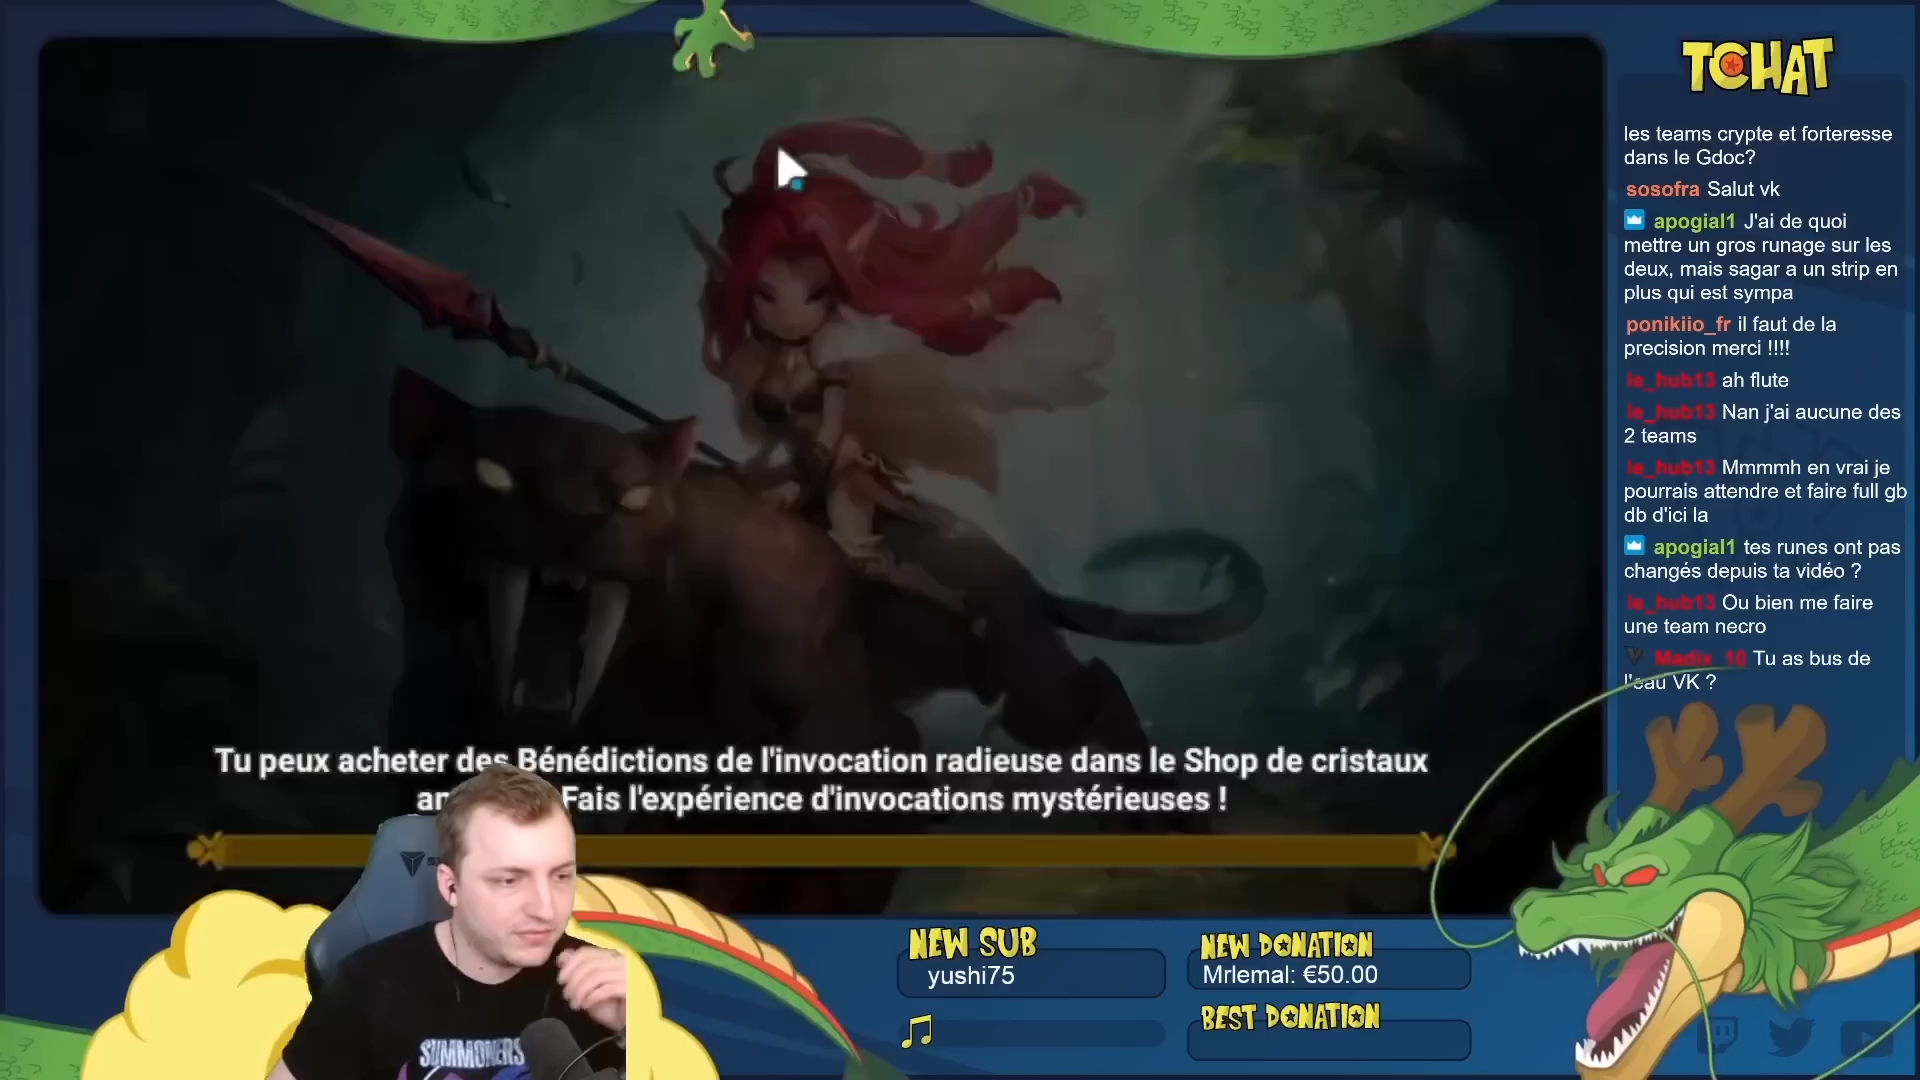 TCHAT
les teams crypte et forteresse
dans le Gdoc?
sosofra Salut vk
apogial1 J'ai de quoi
mettre un gros runage sur les
deux, mais sagar a un strip en
plus qui est sympa
ponikiio_fr il faut de la
precision merci !!!!
le_hub13 ah flute
le_hub13 Nan j'ai aucune des
2 teams
le_hub13 Mmmmh en vrai je
pourrais attendre et faire full gb
db d'ici la
apogial1 tes runes ont pas
changés depuis ta vidéo ?
le_hub13 Ou bien me faire
une team necro
Madix_10 Tu as bus de
l'eau VK ?
Tu peux acheter des Bénédictions de l'invocation radieuse dans le Shop de cristaux
Fais l'expérience d'invocations mystérieuses !
NEW SUB
yushi75
NEW DONATION
Mrlemal: €50.00
BEST DONATION
SUMMONERS